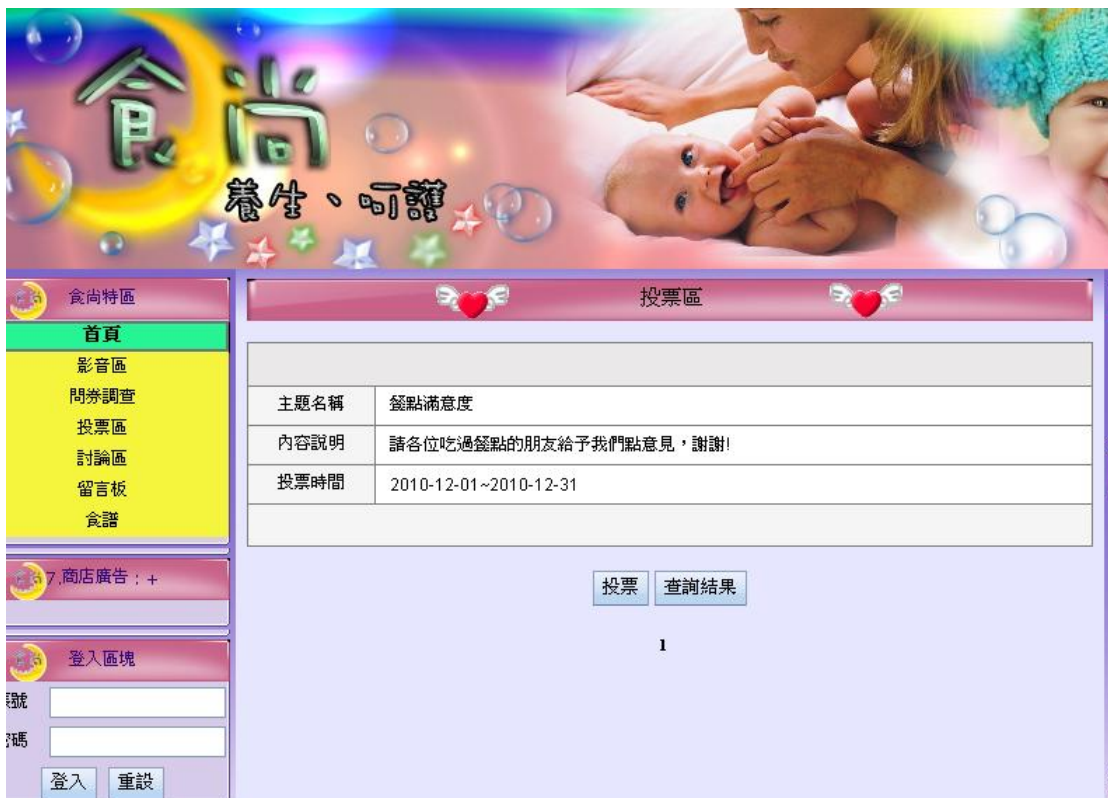 食尚
養生、呵護
食尚特區
首頁
影音區
問券調查
投票區
討論區
留言板
食譜
7.商店廣告：+
登入區塊
帳號
密碼
登入 重設
投票區
主題名稱 餐點滿意度
內容說明 請各位吃過餐點的朋友給予我們點意見，謝謝!
投票時間 2010-12-01~2010-12-31
投票 查詢結果
1